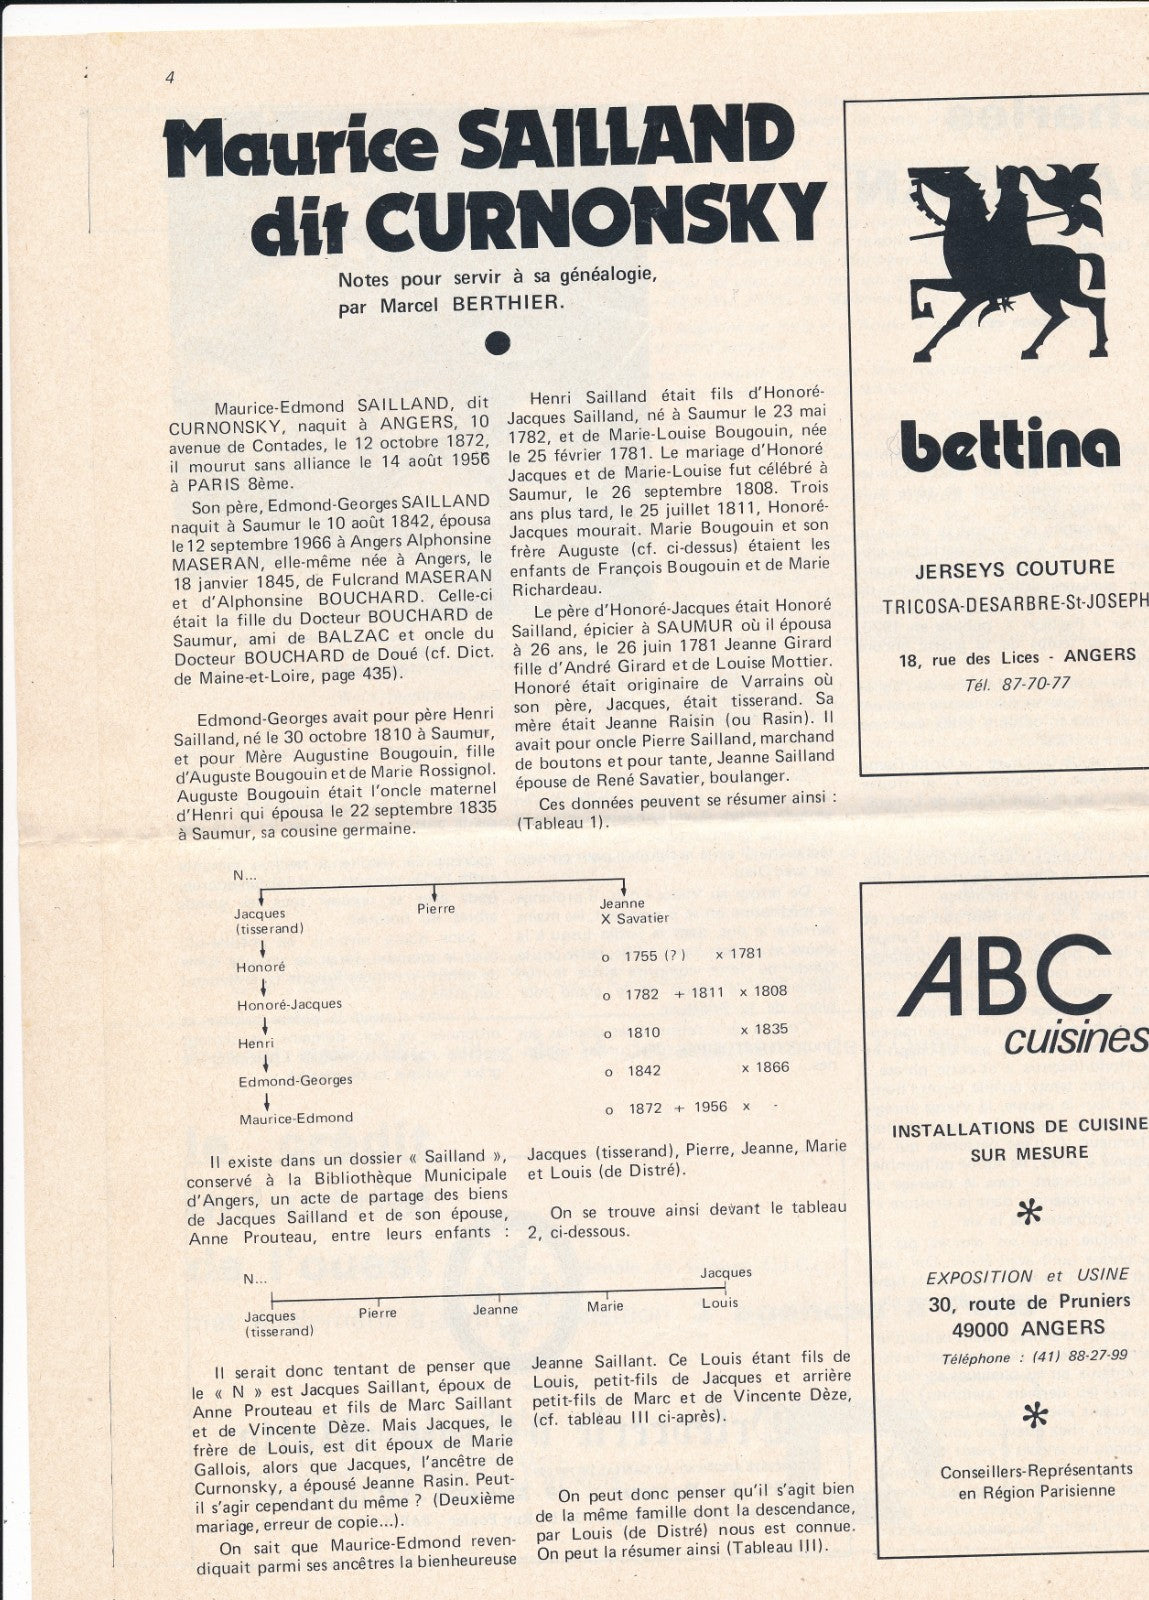 4
Maurice SAILLAND
dit CURNONSKY
Notes pour servir à sa généalogie,
par Marcel BERTHIER.
Maurice-Edmond SAILLAND, dit
CURNONSKY, naquit à ANGERS, 10
avenue de Contades, le 12 octobre 1872,
il mourut sans alliance le 14 août 1956
à PARIS 8ème.
Son père, Edmond-Georges SAILLAND
naquit à Saumur le 10 août 1842, épousa
le 12 septembre 1966 à Angers Alphonsine
MASERAN, elle-même née à Angers, le
18 janvier 1845, de Fulcrand MASERAN
et d'Alphonsine BOUCHARD. Celle-ci
était la fille du Docteur BOUCHARD de
Saumur, ami de BALZAC et oncle du
Docteur BOUCHARD de Doué (cf. Dict.
de Maine-et-Loire, page 435).
Edmond-Georges avait pour père Henri
Sailland, né le 30 octobre 1810 à Saumur,
et pour Mère Augustine Bougouin, fille
d'Auguste Bougouin et de Marie Rossignol.
Auguste Bougouin était l'oncle maternel
d'Henri qui épousa le 22 septembre 1835
à Saumur, sa cousine germaine.
Henri Sailland était fils d'Honoré-
Jacques Sailland, né à Saumur le 23 mai
1782, et de Marie-Louise Bougouin, née
le 25 février 1781. Le mariage d'Honoré
Jacques et de Marie-Louise fut célébré à
Saumur, le 26 septembre 1808. Trois
ans plus tard, le 25 juillet 1811, Honoré-
Jacques mourait. Marie Bougouin et son
frère Auguste (cf. ci-dessus) étaient les
enfants de François Bougouin et de Marie
Richardeau.
Le père d'Honoré-Jacques était Honoré
Sailland, épicier à SAUMUR où il épousa
à 26 ans, le 26 juin 1781 Jeanne Girard
fille d'André Girard et de Louise Mottier.
Honoré était originaire de Varrains où
son père, Jacques, était tisserand. Sa
mère était Jeanne Raisin (ou Rasin). Il
avait pour oncle Pierre Sailland, marchand
de boutons et pour tante, Jeanne Sailland
épouse de René Savatier, boulanger.
Ces données peuvent se résumer ainsi :
(Tableau 1).
N...
Jacques Pierre Jeanne
(tisserand) X Savatier
Honoré o 1755 (?) x 1781
Honoré-Jacques o 1782 + 1811 x 1808
Henri o 1810 x 1835
Edmond-Georges o 1842 x 1866
Maurice-Edmond o 1872 + 1956 x -
Il existe dans un dossier « Sailland »,
conservé à la Bibliothèque Municipale
d'Angers, un acte de partage des biens
de Jacques Sailland et de son épouse,
Anne Prouteau, entre leurs enfants :
Jacques (tisserand), Pierre, Jeanne, Marie
et Louis (de Distré).
On se trouve ainsi devant le tableau
2, ci-dessous.
N... Jacques
Jacques Pierre Jeanne Marie Louis
(tisserand)
Il serait donc tentant de penser que
le « N » est Jacques Saillant, époux de
Anne Prouteau et fils de Marc Saillant
et de Vincente Dèze. Mais Jacques, le
frère de Louis, est dit époux de Marie
Gallois, alors que Jacques, l'ancêtre de
Curnonsky, a épousé Jeanne Rasin. Peut-
il s'agir cependant du même ? (Deuxième
mariage, erreur de copie...).
On sait que Maurice-Edmond reven-
diquait parmi ses ancêtres la bienheureuse
Jeanne Saillant. Ce Louis étant fils de
Louis, petit-fils de Jacques et arrière
petit-fils de Marc et de Vincente Dèze,
(cf. tableau III ci-après).
On peut donc penser qu'il s'agit bien
de la même famille dont la descendance,
par Louis (de Distré) nous est connue.
On peut la résumer ainsi (Tableau III).
bettina
JERSEYS COUTURE
TRICOSA-DESARBRE-St-JOSEPH
18, rue des Lices - ANGERS
Tél. 87-70-77
ABC
cuisines
INSTALLATIONS DE CUISINE
SUR MESURE
*
EXPOSITION et USINE
30, route de Pruniers
49000 ANGERS
Téléphone : (41) 88-27-99
*
Conseillers-Représentants
en Région Parisienne